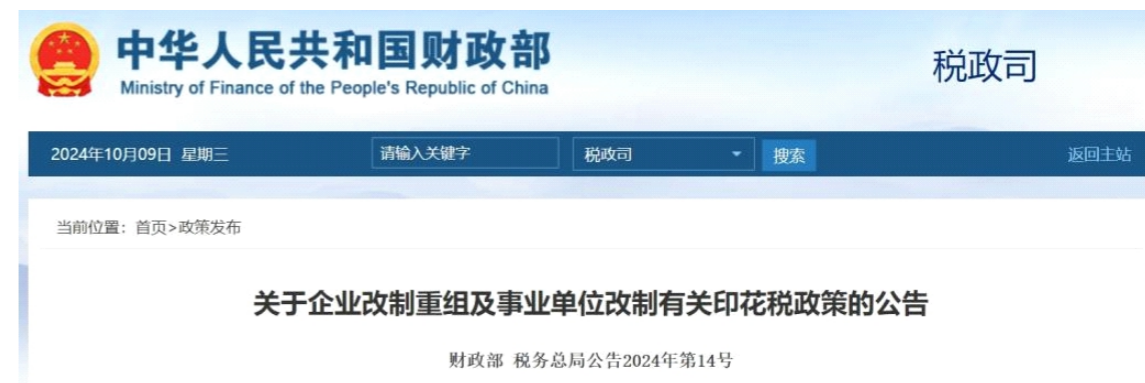 中华人民共和国财政部
Ministry of Finance of the People's Republic of China
税政司
2024年10月09日 星期三 请输入关键字 税政司 搜索 返回主站
当前位置：首页>政策发布
关于企业改制重组及事业单位改制有关印花税政策的公告
财政部 税务总局公告2024年第14号